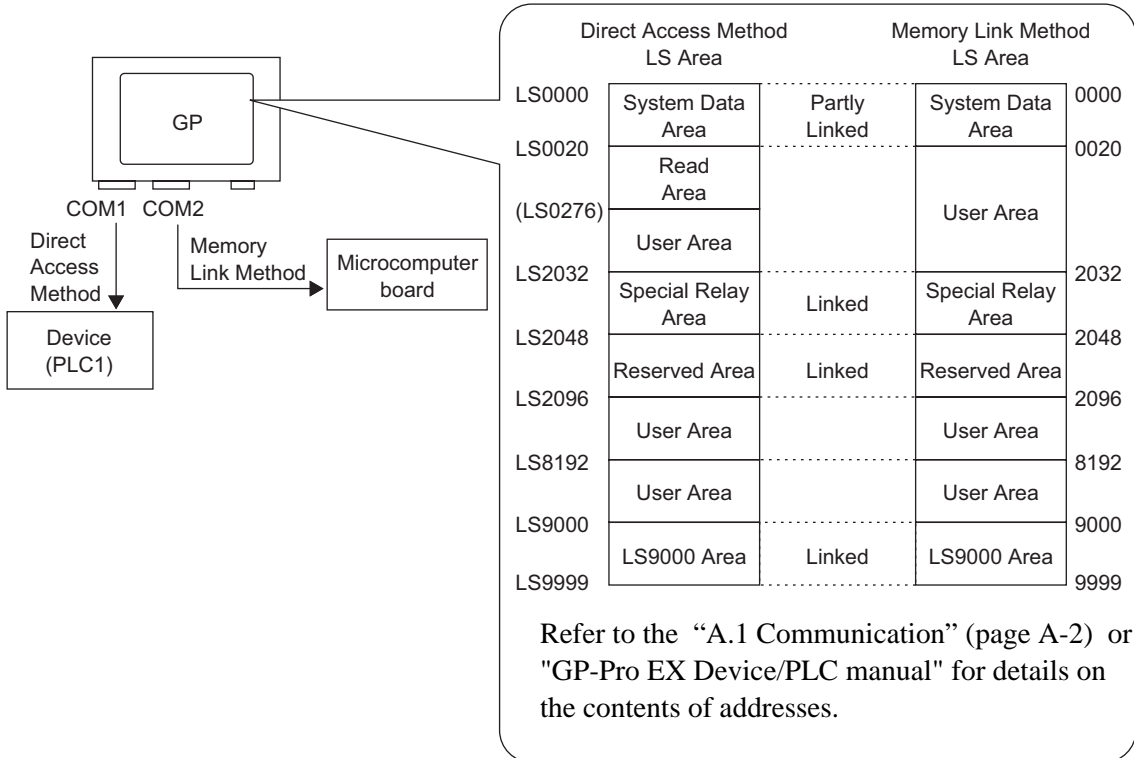 Direct Access Method
LS Area
Memory Link Method
LS Area
GP
COM1
COM2
Direct
Access
Method
Memory
Link Method
Microcomputer
board
Device
(PLC1)
LS0000
System Data
Area
Partly
Linked
System Data
Area
0000
LS0020
0020
Read
Area
(LS0276)
User Area
User Area
LS2032
2032
Special Relay
Area
Linked
Special Relay
Area
LS2048
2048
Reserved Area
Linked
Reserved Area
LS2096
2096
User Area
User Area
LS8192
8192
User Area
User Area
LS9000
9000
LS9000 Area
Linked
LS9000 Area
LS9999
9999
Refer to the “A.1 Communication” (page A-2) or
"GP-Pro EX Device/PLC manual" for details on
the contents of addresses.